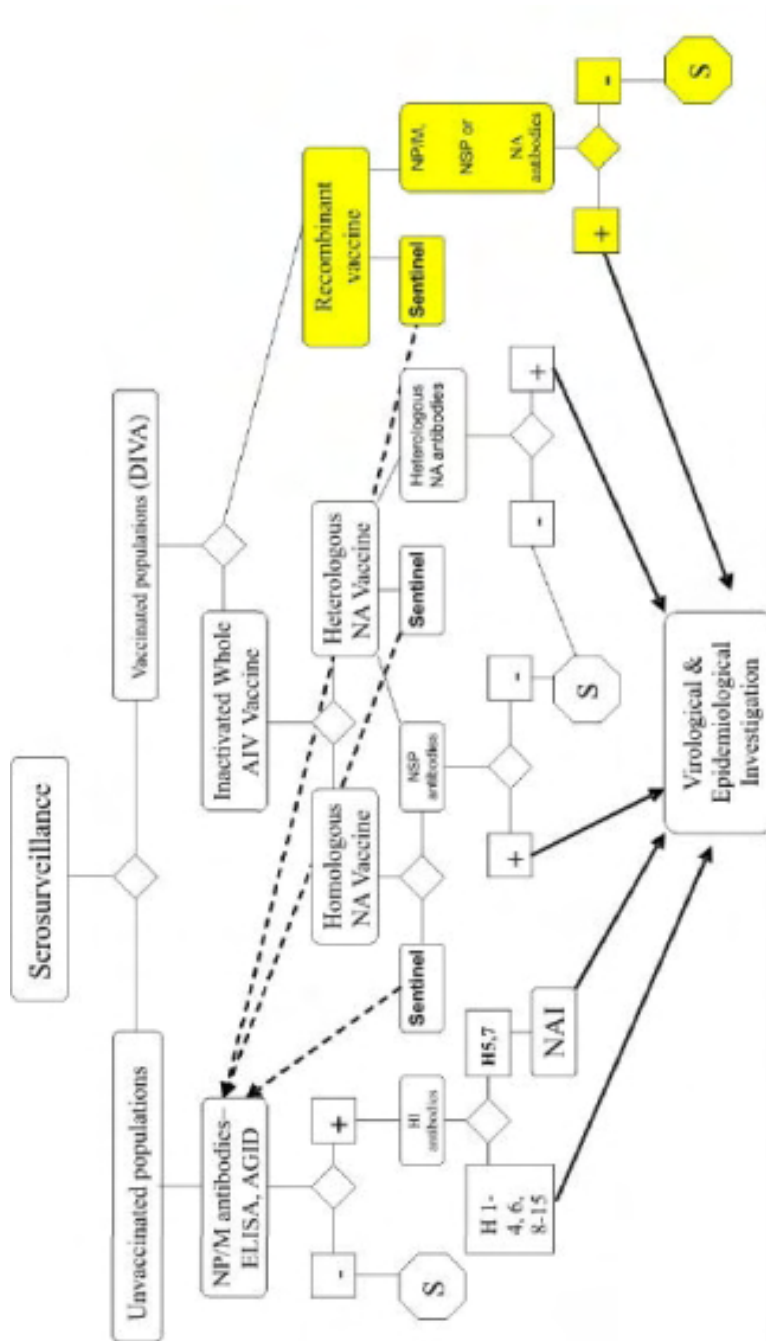 Serosurveillance
Unvaccinated populations
Vaccinated populations (DIVA)
NP/M antibodies–
ELISA, AGID
Inactivated Whole
AIV Vaccine
Recombinant
vaccine
Homologous
NA Vaccine
Heterologous
NA Vaccine
-
+
S
HI
antibodies
Sentinel
NSP
antibodies
Sentinel
Heterologous
NA antibodies
Sentinel
NP/M,
NSP or
NA
antibodies
H 1-
4, 6,
8-15
H5,7
NAI
+
-
S
-
+
+
-
S
Virological &
Epidemiological
Investigation